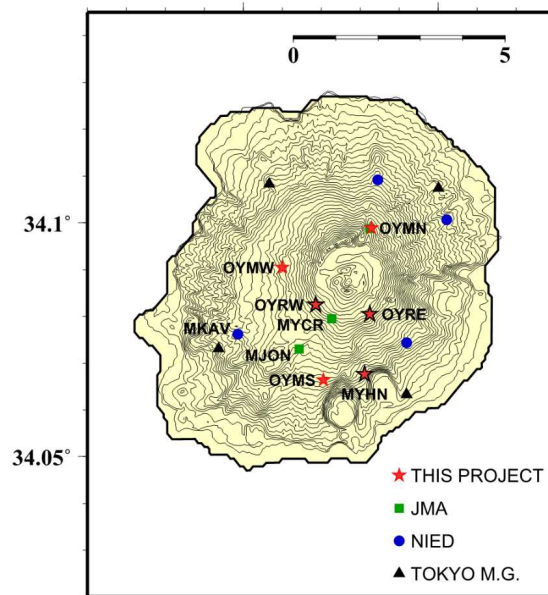 0 5
34.1°
OYMN
OYMW
OYRW
OYRE
MYCR
MKAV
MJON
OYMS
MYHN
34.05°
THIS PROJECT
JMA
NIED
TOKYO M.G.